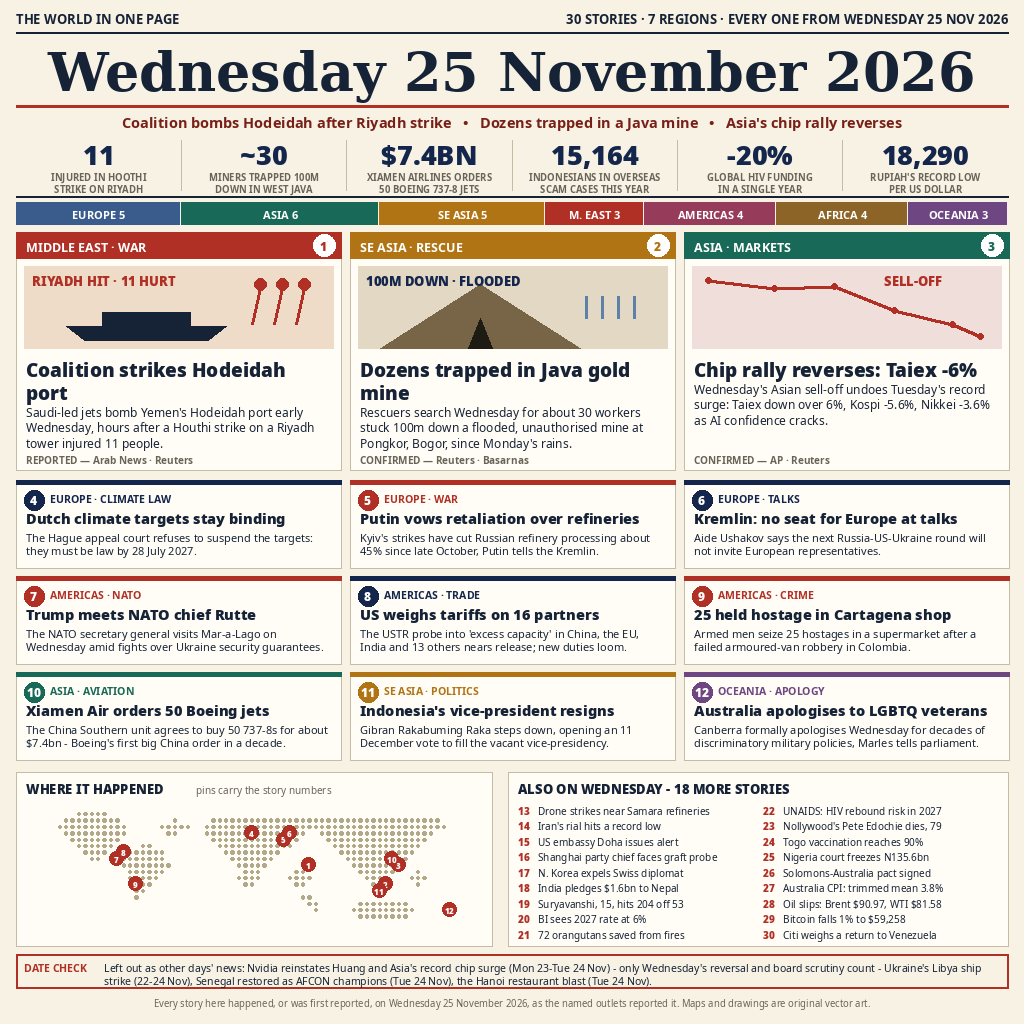 THE WORLD IN ONE PAGE
30 STORIES · 7 REGIONS · EVERY ONE FROM WEDNESDAY 25 NOV 2026
Wednesday 25 November 2026
Coalition bombs Hodeidah after Riyadh strike • Dozens trapped in a Java mine • Asia's chip rally reverses
11
INJURED IN HOOTHI
STRIKE ON RIYADH
~30
MINERS TRAPPED 100M
DOWN IN WEST JAVA
$7.4BN
XIAMEN AIRLINES ORDERS
50 BOEING 737-8 JETS
15,164
INDONESIANS IN OVERSEAS
SCAM CASES THIS YEAR
-20%
GLOBAL HIV FUNDING
IN A SINGLE YEAR
18,290
RUPIAH'S RECORD LOW
PER US DOLLAR
EUROPE 5
ASIA 6
SE ASIA 5
M. EAST 3
AMERICAS 4
AFRICA 4
OCEANIA 3
MIDDLE EAST · WAR
1
RIYADH HIT · 11 HURT
Coalition strikes Hodeidah
port
Saudi-led jets bomb Yemen's Hodeidah port early
Wednesday, hours after a Houthi strike on a Riyadh
tower injured 11 people.
REPORTED — Arab News · Reuters
SE ASIA · RESCUE
2
100M DOWN · FLOODED
Dozens trapped in Java gold
mine
Rescuers search Wednesday for about 30 workers
stuck 100m down a flooded, unauthorised mine at
Pongkor, Bogor, since Monday's rains.
CONFIRMED — Reuters · Basarnas
ASIA · MARKETS
3
SELL-OFF
Chip rally reverses: Taiex -6%
Wednesday's Asian sell-off undoes Tuesday's record
surge: Taiex down over 6%, Kospi -5.6%, Nikkei -3.6%
as AI confidence cracks.
CONFIRMED — AP · Reuters
4
EUROPE · CLIMATE LAW
Dutch climate targets stay binding
The Hague appeal court refuses to suspend the targets:
they must be law by 28 July 2027.
5
EUROPE · WAR
Putin vows retaliation over refineries
Kyiv's strikes have cut Russian refinery processing about
45% since late October, Putin tells the Kremlin.
6
EUROPE · TALKS
Kremlin: no seat for Europe at talks
Aide Ushakov says the next Russia-US-Ukraine round will
not invite European representatives.
7
AMERICAS · NATO
Trump meets NATO chief Rutte
The NATO secretary general visits Mar-a-Lago on
Wednesday amid fights over Ukraine security guarantees.
8
AMERICAS · TRADE
US weighs tariffs on 16 partners
The USTR probe into 'excess capacity' in China, the EU,
India and 13 others nears release; new duties loom.
9
AMERICAS · CRIME
25 held hostage in Cartagena shop
Armed men seize 25 hostages in a supermarket after a
failed armoured-van robbery in Colombia.
10
ASIA · AVIATION
Xiamen Air orders 50 Boeing jets
The China Southern unit agrees to buy 50 737-8s for about
$7.4bn - Boeing's first big China order in a decade.
11
SE ASIA · POLITICS
Indonesia's vice-president resigns
Gibran Rakabuming Raka steps down, opening an 11
December vote to fill the vacant vice-presidency.
12
OCEANIA · APOLOGY
Australia apologises to LGBTQ veterans
Canberra formally apologises Wednesday for decades of
discriminatory military policies, Marles tells parliament.
WHERE IT HAPPENED
pins carry the story numbers
4
5
6
8
7
1
10
3
9
2
11
12
ALSO ON WEDNESDAY - 18 MORE STORIES
13 Drone strikes near Samara refineries
14 Iran's rial hits a record low
15 US embassy Doha issues alert
16 Shanghai party chief faces graft probe
17 N. Korea expels Swiss diplomat
18 India pledges $1.6bn to Nepal
19 Suryavanshi, 15, hits 204 off 53
20 BI sees 2027 rate at 6%
21 72 orangutans saved from fires
22 UNAIDS: HIV rebound risk in 2027
23 Nollywood's Pete Edochie dies, 79
24 Togo vaccination reaches 90%
25 Nigeria court freezes N135.6bn
26 Solomons-Australia pact signed
27 Australia CPI: trimmed mean 3.8%
28 Oil slips: Brent $90.97, WTI $81.58
29 Bitcoin falls 1% to $59,258
30 Citi weighs a return to Venezuela
DATE CHECK
Left out as other days' news: Nvidia reinstates Huang and Asia's record chip surge (Mon 23-Tue 24 Nov) - only Wednesday's reversal and board scrutiny count - Ukraine's Libya ship
strike (22-24 Nov), Senegal restored as AFCON champions (Tue 24 Nov), the Hanoi restaurant blast (Tue 24 Nov).
Every story here happened, or was first reported, on Wednesday 25 November 2026, as the named outlets reported it. Maps and drawings are original vector art.